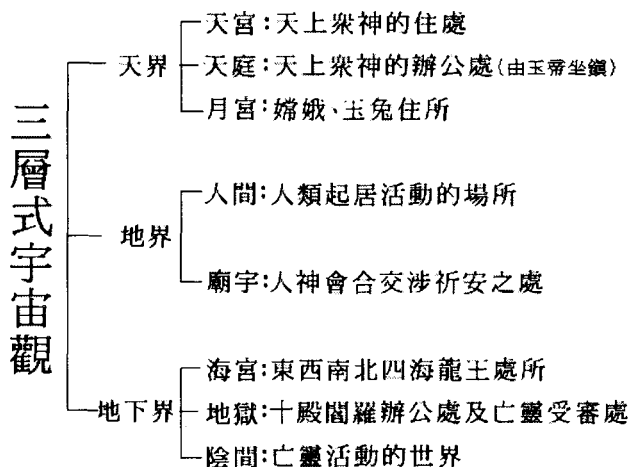 三層式宇宙觀
天界
天宮：天上衆神的住處
天庭：天上衆神的辦公處（由玉帝坐鎮）
月宮：嫦娥、玉兔住所
地界
人間：人類起居活動的場所
廟宇：人神會合交涉祈安之處
地下界
海宮：東西南北四海龍王處所
地獄：十殿閻羅辦公處及亡靈受審處
陰間：亡靈活動的世界